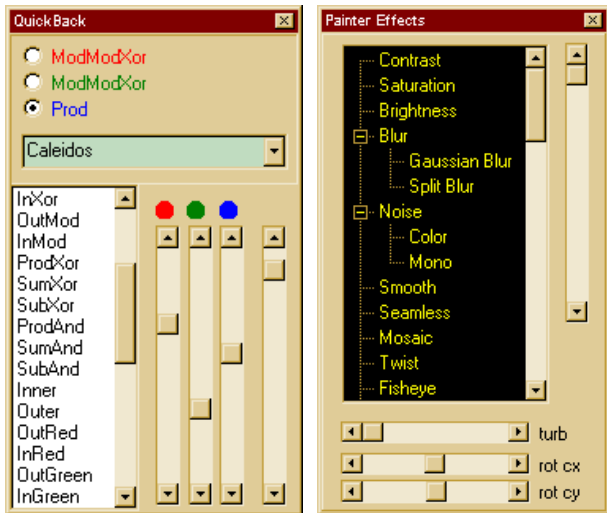 QuickBack
ModModXor
ModModXor
Prod
Caleidos
InXor
OutMod
InMod
ProdXor
SumXor
SubXor
ProdAnd
SumAnd
SubAnd
Inner
Outer
OutRed
InRed
OutGreen
InGreen
Painter Effects
Contrast
Saturation
Brightness
Blur
Gaussian Blur
Split Blur
Noise
Color
Mono
Smooth
Seamless
Mosaic
Twist
Fisheye
turb
rot cx
rot cy